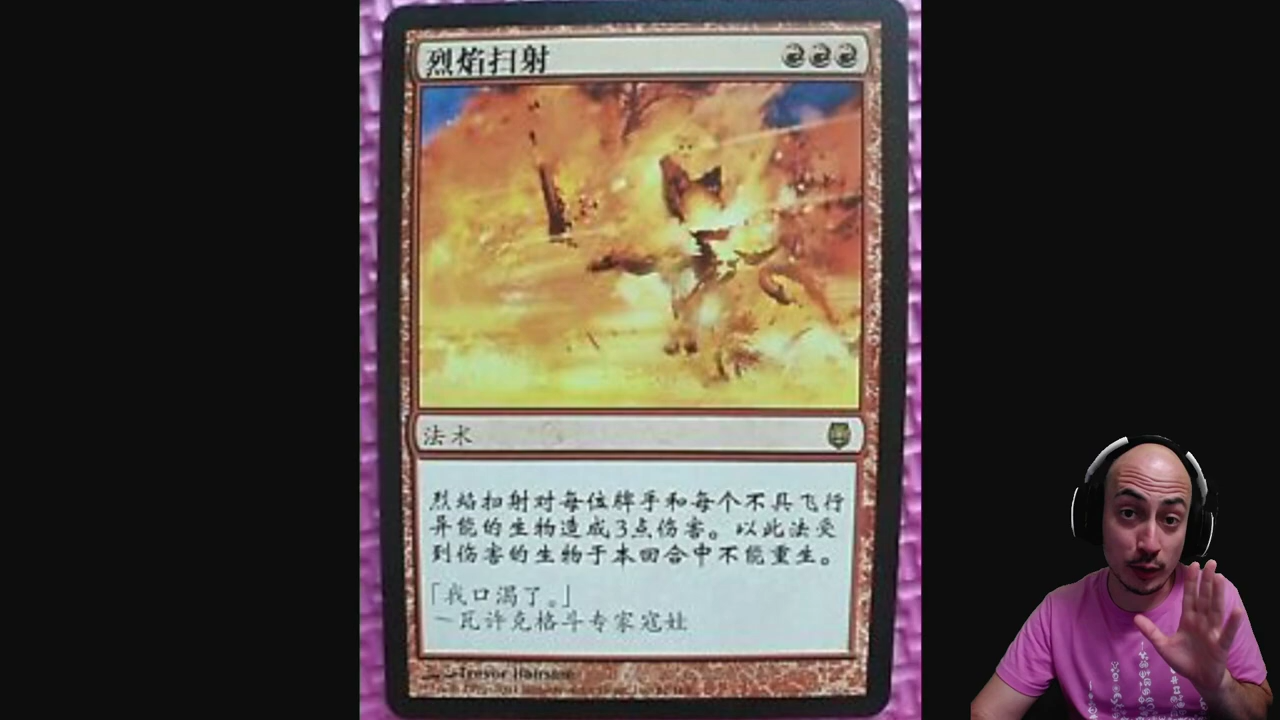 烈焰扫射
法术
烈焰扫射对每位牌手和每个不具飞行
异能的生物造成3点伤害。以此法受
到伤害的生物于本回合中不能重生。
「我口渴了。」
～瓦许克格斗专家寇娃
Trevor Hairsine